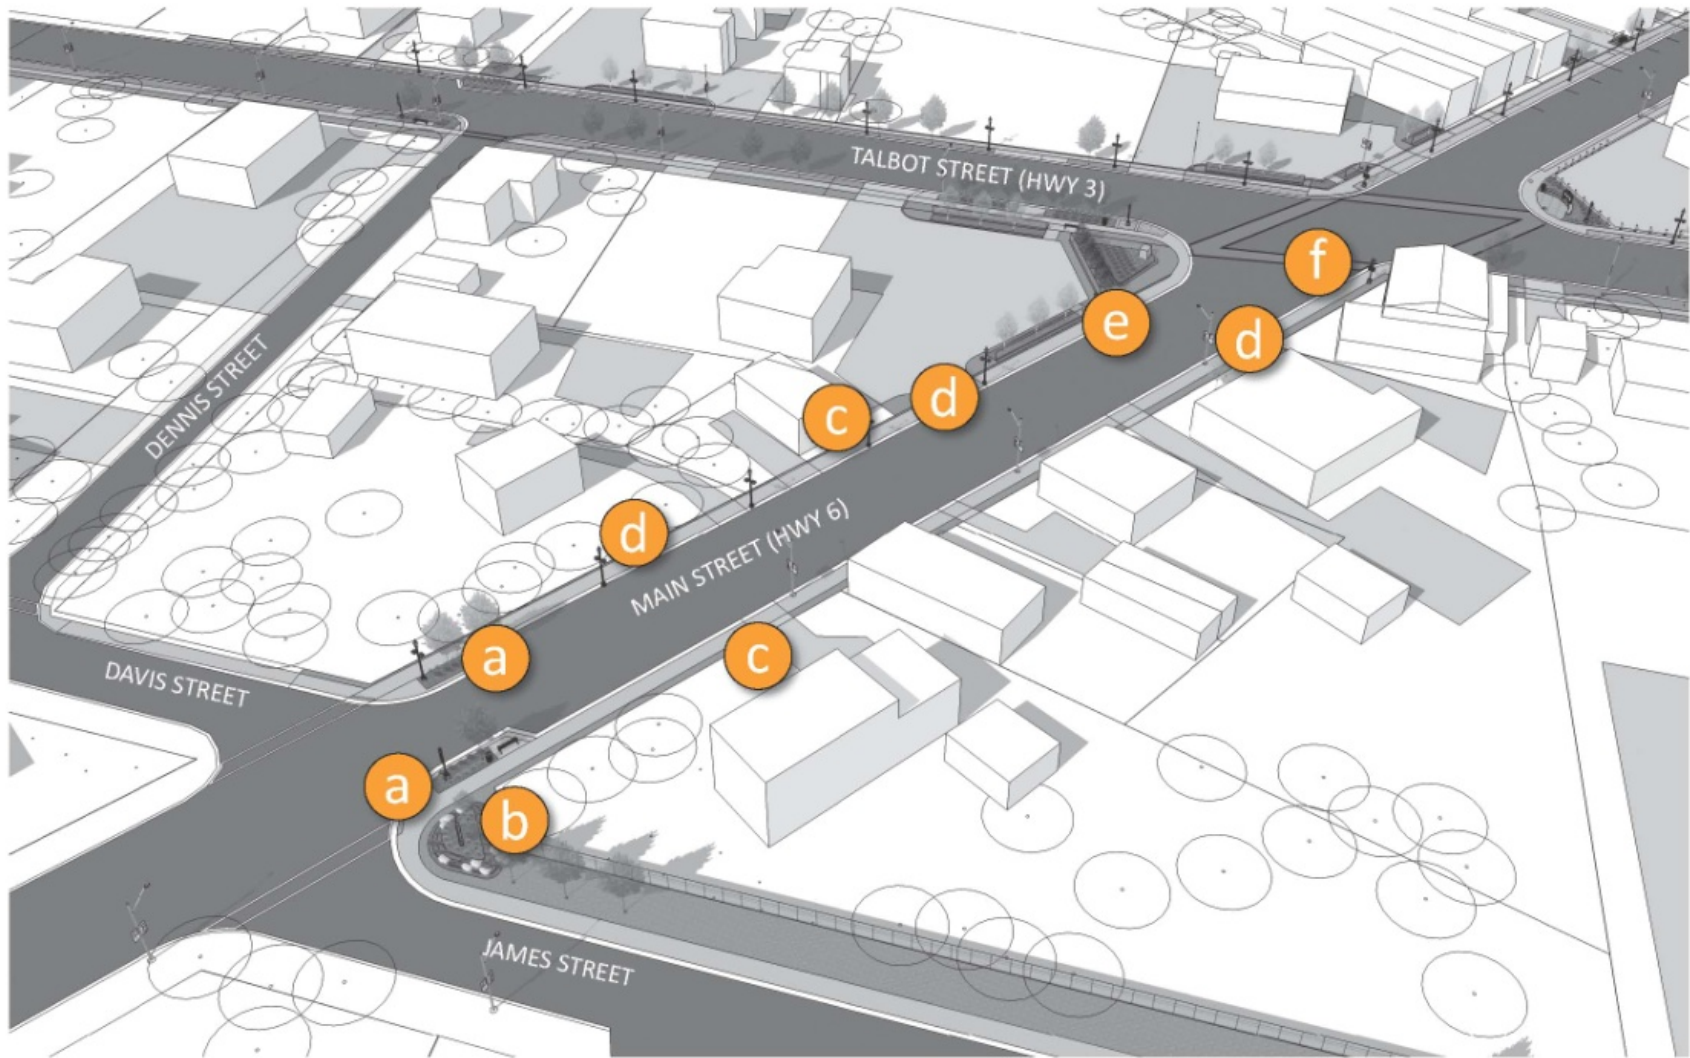 TALBOT STREET (HWY 3)
f
e
d
d
c
DENNIS STREET
d
MAIN STREET (HWY 6)
a
c
DAVIS STREET
a
b
JAMES STREET